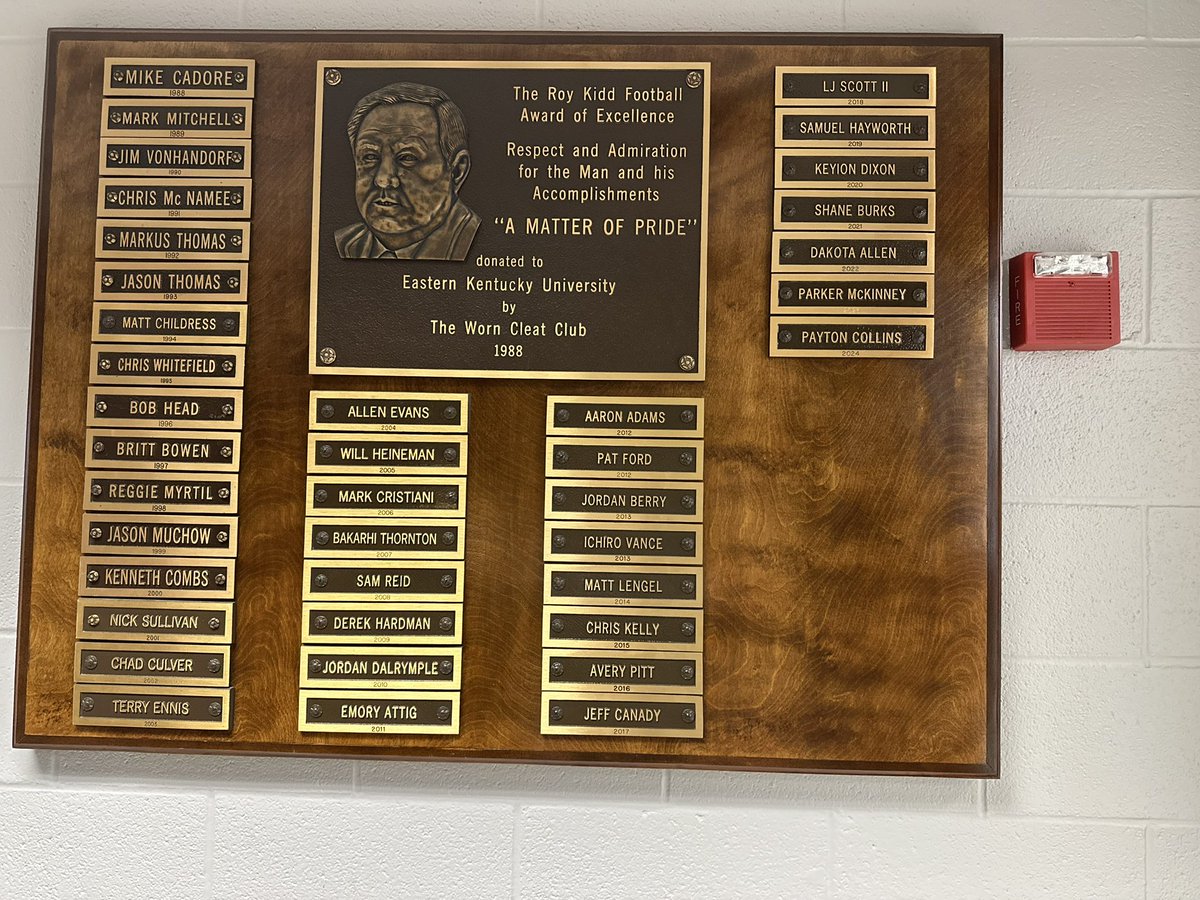 MIKE CADORE
1988
MARK MITCHELL
1989
JIM VONHANDORF
1990
CHRIS Mc NAMEE
1991
MARKUS THOMAS
1992
JASON THOMAS
1993
MATT CHILDRESS
1994
CHRIS WHITEFIELD
1995
BOB HEAD
1996
BRITT BOWEN
1997
REGGIE MYRTIL
1998
JASON MUCHOW
1999
KENNETH COMBS
2000
NICK SULLIVAN
2001
CHAD CULVER
2002
TERRY ENNIS
2003
The Roy Kidd Football
Award of Excellence
Respect and Admiration
for the Man and his
Accomplishments
"A MATTER OF PRIDE"
donated to
Eastern Kentucky University
by
The Worn Cleat Club
1988
ALLEN EVANS
2004
WILL HEINEMAN
2005
MARK CRISTIANI
2006
BAKARHI THORNTON
2007
SAM REID
2008
DEREK HARDMAN
2009
JORDAN DALRYMPLE
2010
EMORY ATTIG
2011
AARON ADAMS
2012
PAT FORD
2012
JORDAN BERRY
2013
ICHIRO VANCE
2013
MATT LENGEL
2014
CHRIS KELLY
2015
AVERY PITT
2016
JEFF CANADY
2017
LJ SCOTT II
2018
SAMUEL HAYWORTH
2019
KEYION DIXON
2020
SHANE BURKS
2021
DAKOTA ALLEN
2022
PARKER McKINNEY
PAYTON COLLINS
2024
FIRE